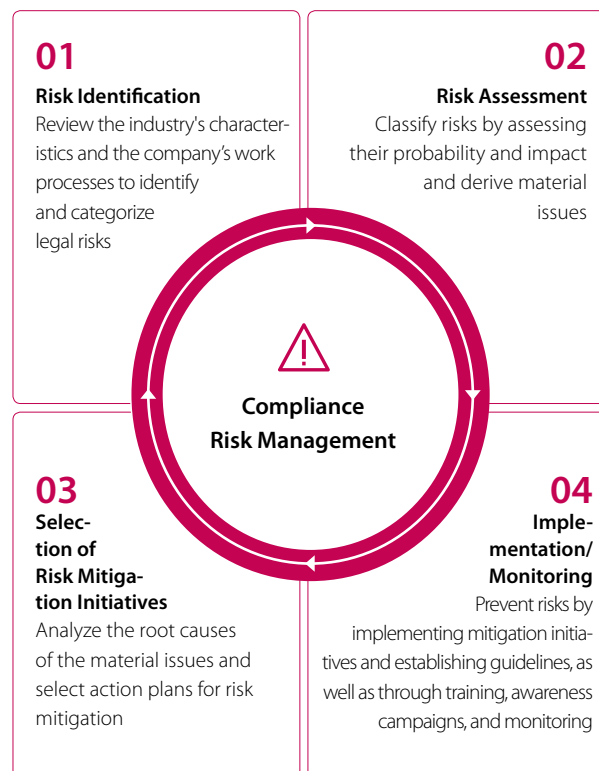 01
Risk Identification
Review the industry's character-
istics and the company's work
processes to identify
and categorize
legal risks
02
Risk Assessment
Classify risks by assessing
their probability and impact
and derive material
issues
Compliance
Risk Management
03
Selec-
tion of
Risk Mitiga-
tion Initiatives
Analyze the root causes
of the material issues and
select action plans for risk
mitigation
04
Imple-
mentation/
Monitoring
Prevent risks by
implementing mitigation initia-
tives and establishing guidelines, as
well as through training, awareness
campaigns, and monitoring